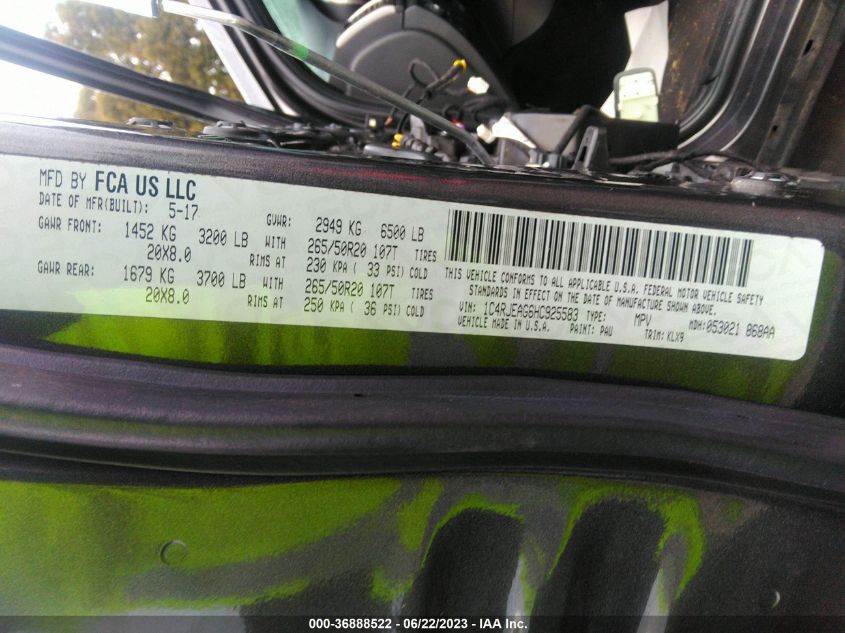 MFD BY FCA US LLC
DATE OF MFR(BUILT): 5-17
GVWR: 2949 KG 6500 LB
GAWR FRONT: 1452 KG 3200 LB WITH 265/50R20 107T TIRES
20X8.0 RIMS AT 230 KPA ( 33 PSI) COLD
GAWR REAR: 1679 KG 3700 LB WITH 265/50R20 107T TIRES
20X8.0 RIMS AT 250 KPA ( 36 PSI) COLD
THIS VEHICLE CONFORMS TO ALL APPLICABLE U.S.A. FEDERAL MOTOR VEHICLE SAFETY
STANDARDS IN EFFECT ON THE DATE OF MANUFACTURE SHOWN ABOVE.
VIN: 1C4RJEAG6HC925583 TYPE: MPV MDH:053021 868AA
VEHICLE MADE IN U.S.A. PAINT: PAU TRIM: KLX9
000-36888522 - 06/22/2023 - IAA Inc.